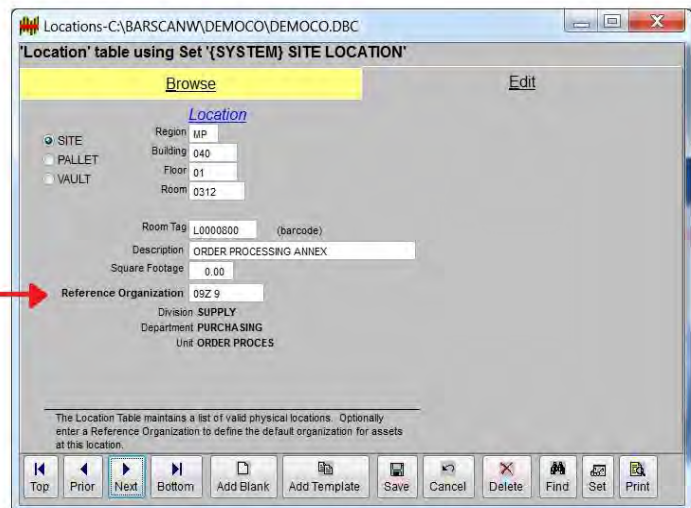 Locations-C:\BARSCANW\DEMOCO\DEMOCO.DBC
'Location' table using Set '{SYSTEM} SITE LOCATION'
Browse Edit
Location
SITE
PALLET
VAULT
Region MP
Building 040
Floor 01
Room 0312
Room Tag L0000800 (barcode)
Description ORDER PROCESSING ANNEX
Square Footage 0.00
Reference Organization 09Z 9
Division SUPPLY
Department PURCHASING
Unit ORDER PROCES
The Location Table maintains a list of valid physical locations. Optionally
enter a Reference Organization to define the default organization for assets
at this location.
Top Prior Next Bottom Add Blank Add Template Save Cancel Delete Find Set Print